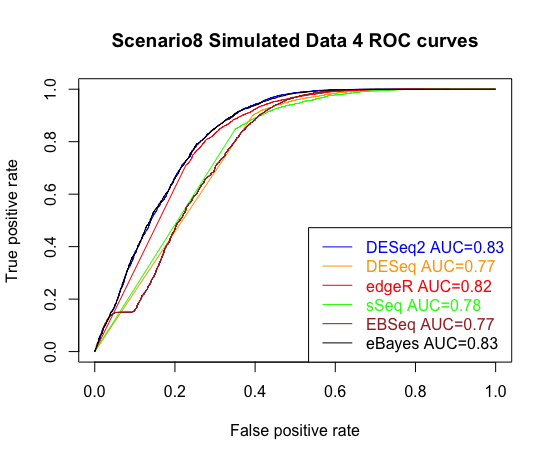 Scenario8 Simulated Data 4 ROC curves
True positive rate
1.0
0.8
0.6
0.4
0.2
0.0
DESeq2 AUC=0.83
DESeq AUC=0.77
edgeR AUC=0.82
sSeq AUC=0.78
EBSeq AUC=0.77
eBayes AUC=0.83
0.0 0.2 0.4 0.6 0.8 1.0
False positive rate